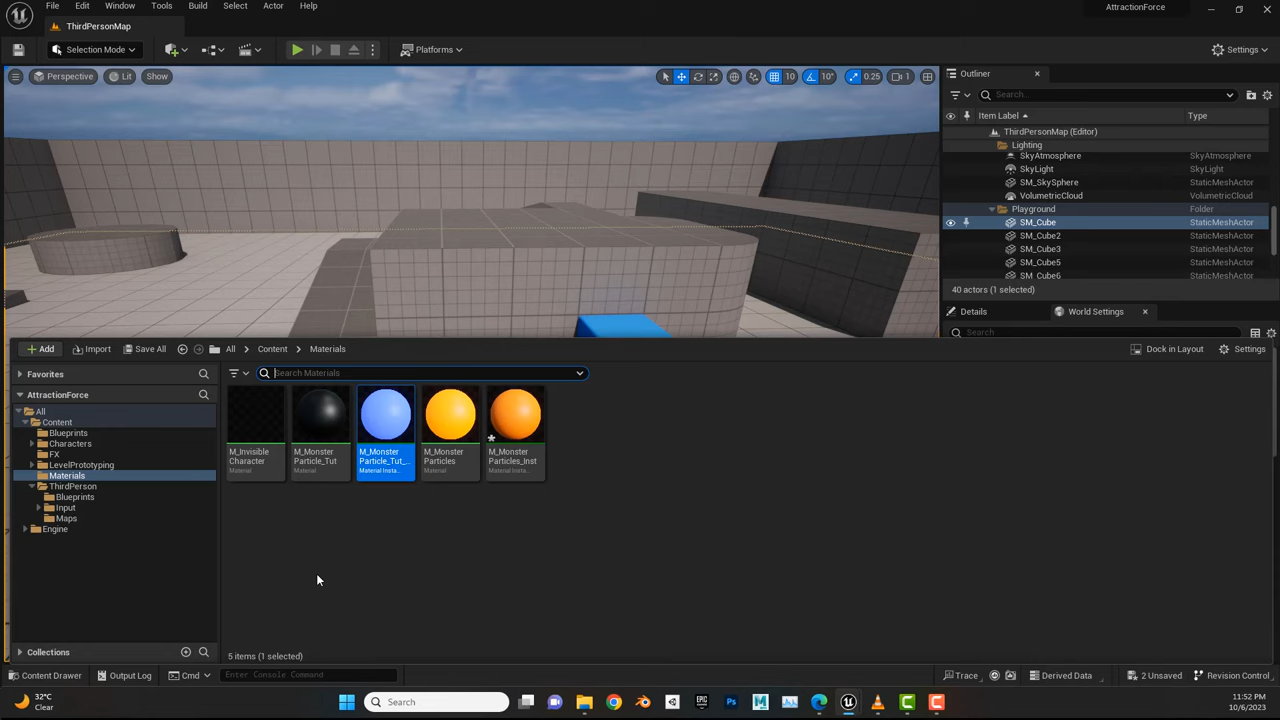 File Edit Window Tools Build Select Actor Help
AttractionForce
ThirdPersonMap
Selection Mode
Platforms
Settings
Perspective Lit Show
10 10° 0.25 1
Outliner
Search...
Item Label Type
ThirdPersonMap (Editor)
Lighting
SkyAtmosphere SkyAtmosphere
SkyLight SkyLight
SM_SkySphere StaticMeshActor
VolumetricCloud VolumetricCloud
Playground Folder
SM_Cube StaticMeshActor
SM_Cube2 StaticMeshActor
SM_Cube3 StaticMeshActor
SM_Cube5 StaticMeshActor
SM_Cube6 StaticMeshActor
40 actors (1 selected)
Details World Settings
Search
Add Import Save All All Content Materials
Dock in Layout Settings
Favorites
Search Materials
AttractionForce
All
Content
Blueprints
Characters
FX
LevelPrototyping
Materials
ThirdPerson
Blueprints
Input
Maps
Engine
M_Invisible
Character
Material
M_Monster
Particle_Tut
Material
M_Monster
Particle_Tut_...
Material Insta...
M_Monster
Particles
Material
M_Monster
Particles_Inst
Material Insta...
Collections
5 items (1 selected)
Content Drawer Output Log Cmd Enter Console Command
Trace Derived Data 2 Unsaved Revision Control
32°C
Clear
Search
11:52 PM
10/6/2023